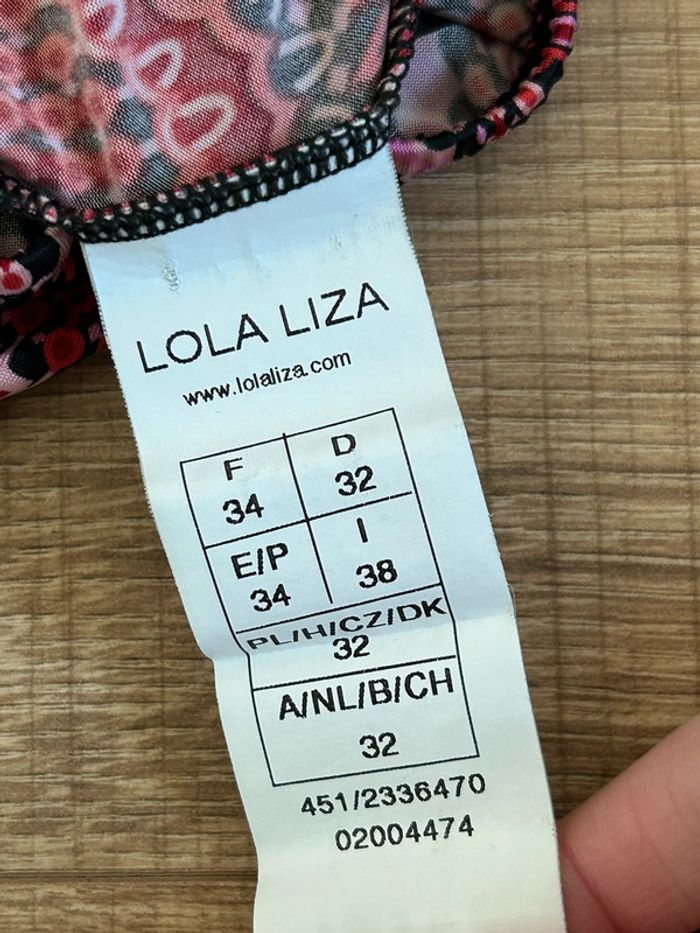 LOLA LIZA
www.lolaliza.com
F D
34 32
E/P I
34 38
PL/H/CZ/DK
32
A/NL/B/CH
32
451/2336470
02004474